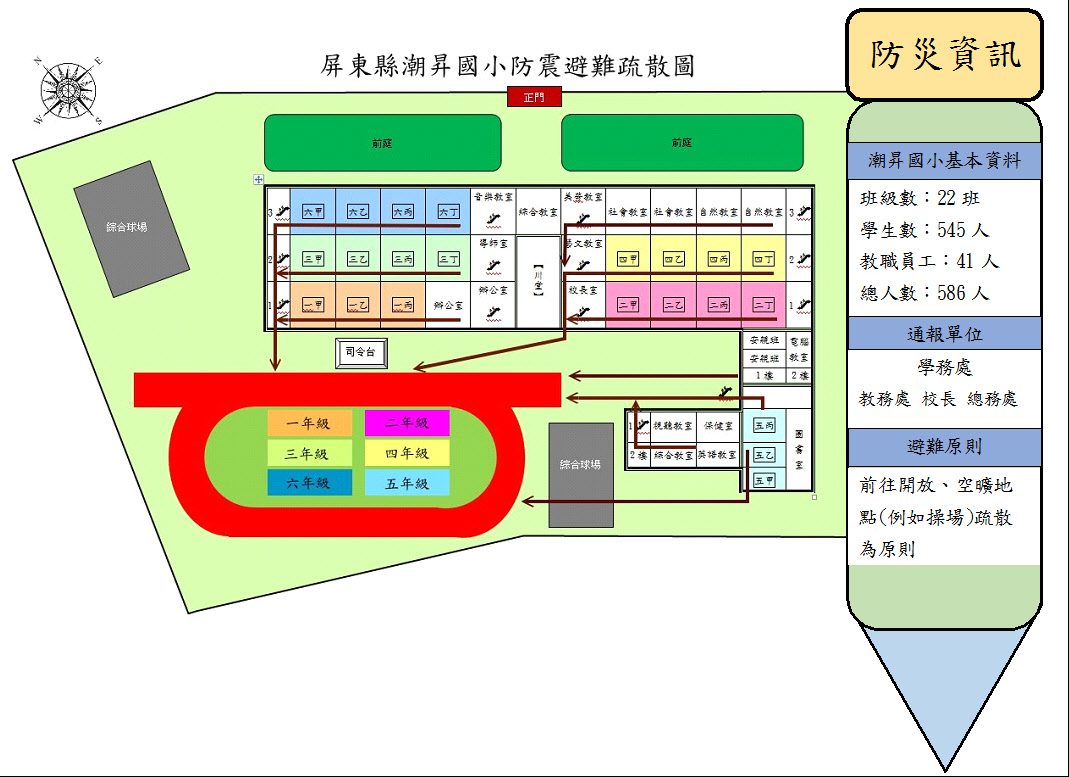 屏東縣潮昇國小防震避難疏散圖
N
E
W
S
正門
前庭
前庭
綜合球場
3
六甲
六乙
六丙
六丁
音樂教室
綜合教室
美勞教室
社會教室
社會教室
自然教室
自然教室
3
2
三甲
三乙
三丙
三丁
導師室
【川堂】
藝文教室
四甲
四乙
四丙
四丁
2
1
一甲
一乙
一丙
辦公室
辦公室
校長室
二甲
二乙
二丙
二丁
1
司令台
安親班
安親班
1 樓
電腦
教室
2 樓
1
視聽教室
保健室
五丙
2 樓
綜合教室
英語教室
五乙
五甲
圖書室
綜合球場
一年級
二年級
三年級
四年級
六年級
五年級
防災資訊
潮昇國小基本資料
班級數：22 班
學生數：545 人
教職員工：41 人
總人數：586 人
通報單位
學務處
教務處 校長 總務處
避難原則
前往開放、空曠地
點(例如操場)疏散
為原則